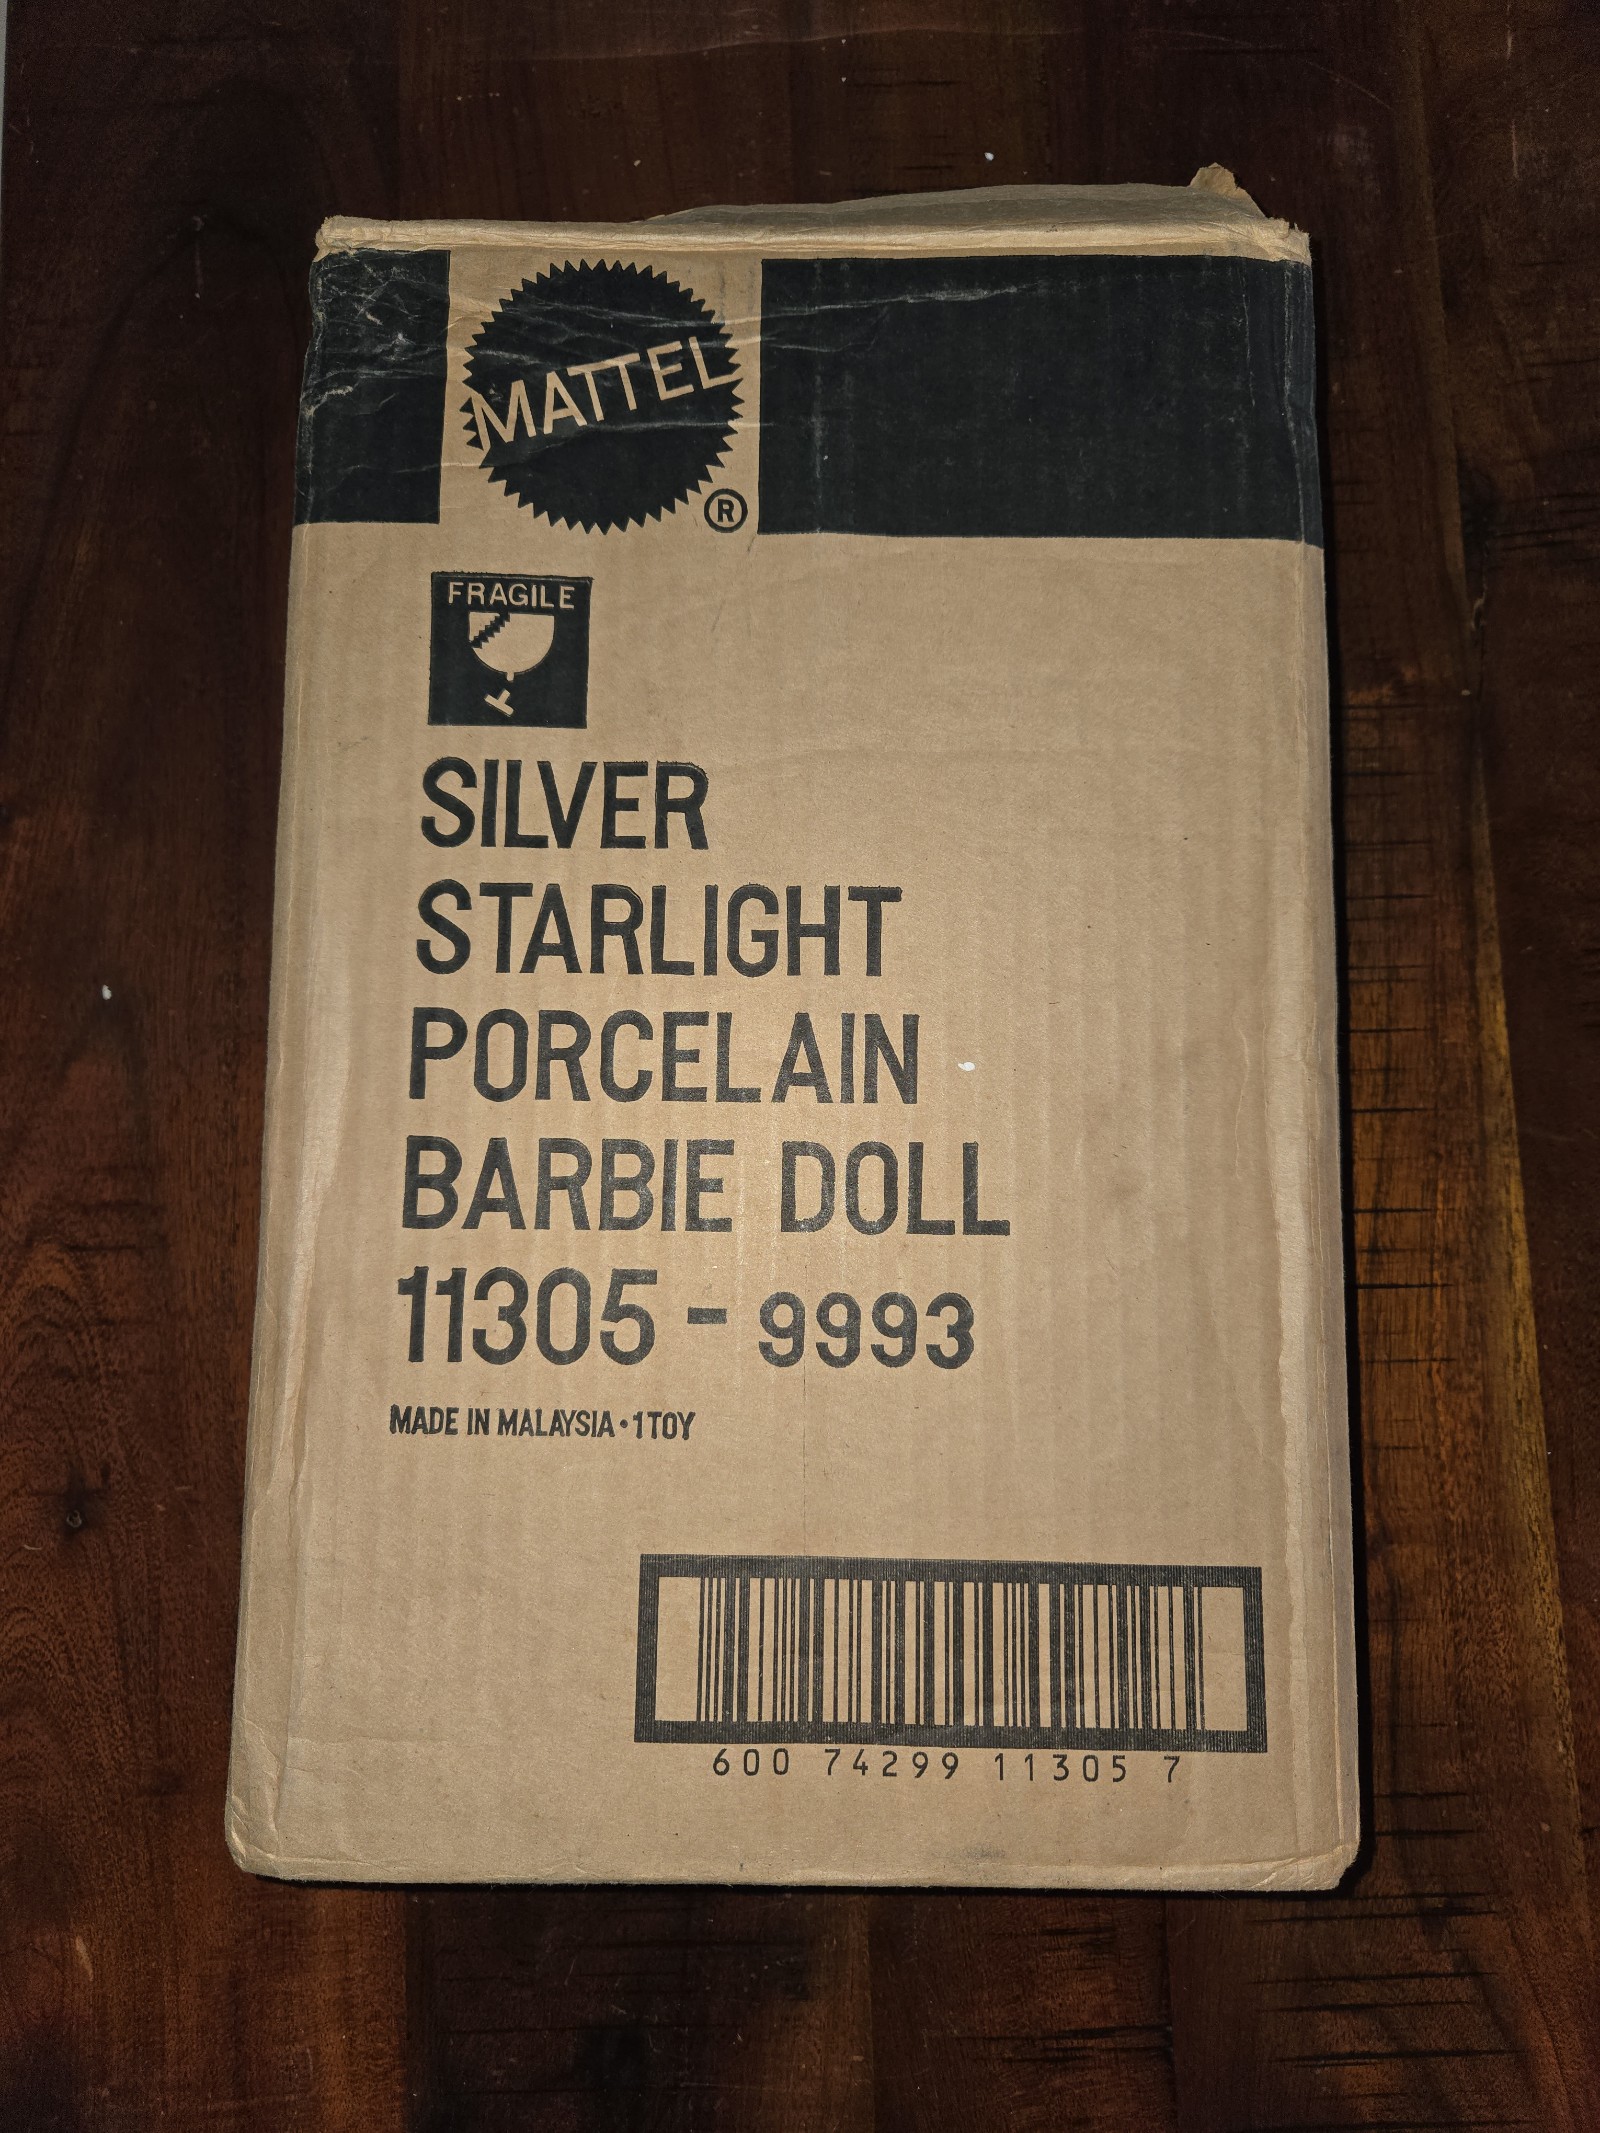 MATTEL
®
FRAGILE
SILVER
STARLIGHT
PORCELAIN
BARBIE DOLL
11305 - 9993
MADE IN MALAYSIA • 1 TOY
600 74299 11305 7